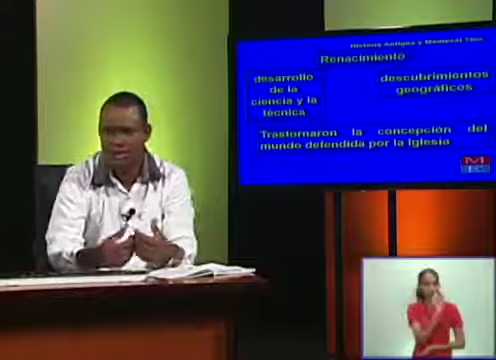 Historia Antigua y Medieval
Renacimiento
desarrollo
de la
ciencia y la
técnica
descubrimientos
geográficos
Trastornaron la concepción del
mundo defendida por la Iglesia